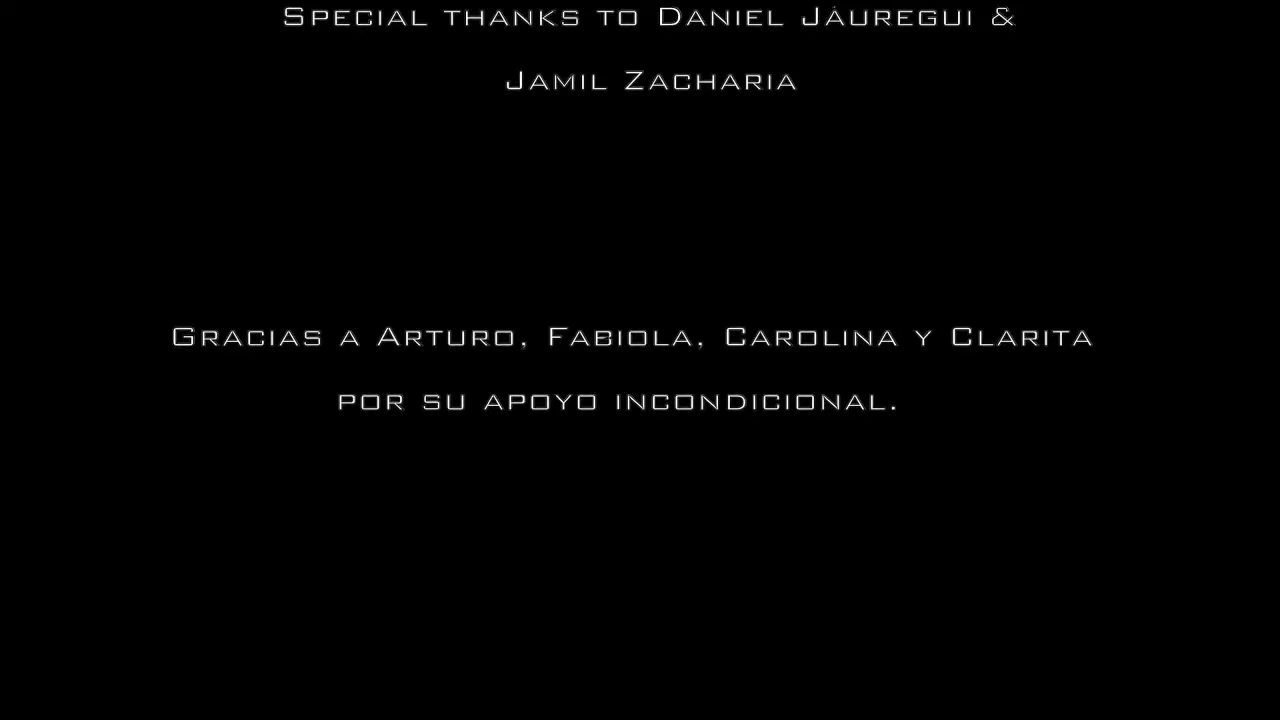 Special thanks to Daniel Jáuregui &
Jamil Zacharia
Gracias a Arturo, Fabiola, Carolina y Clarita
por su apoyo incondicional.